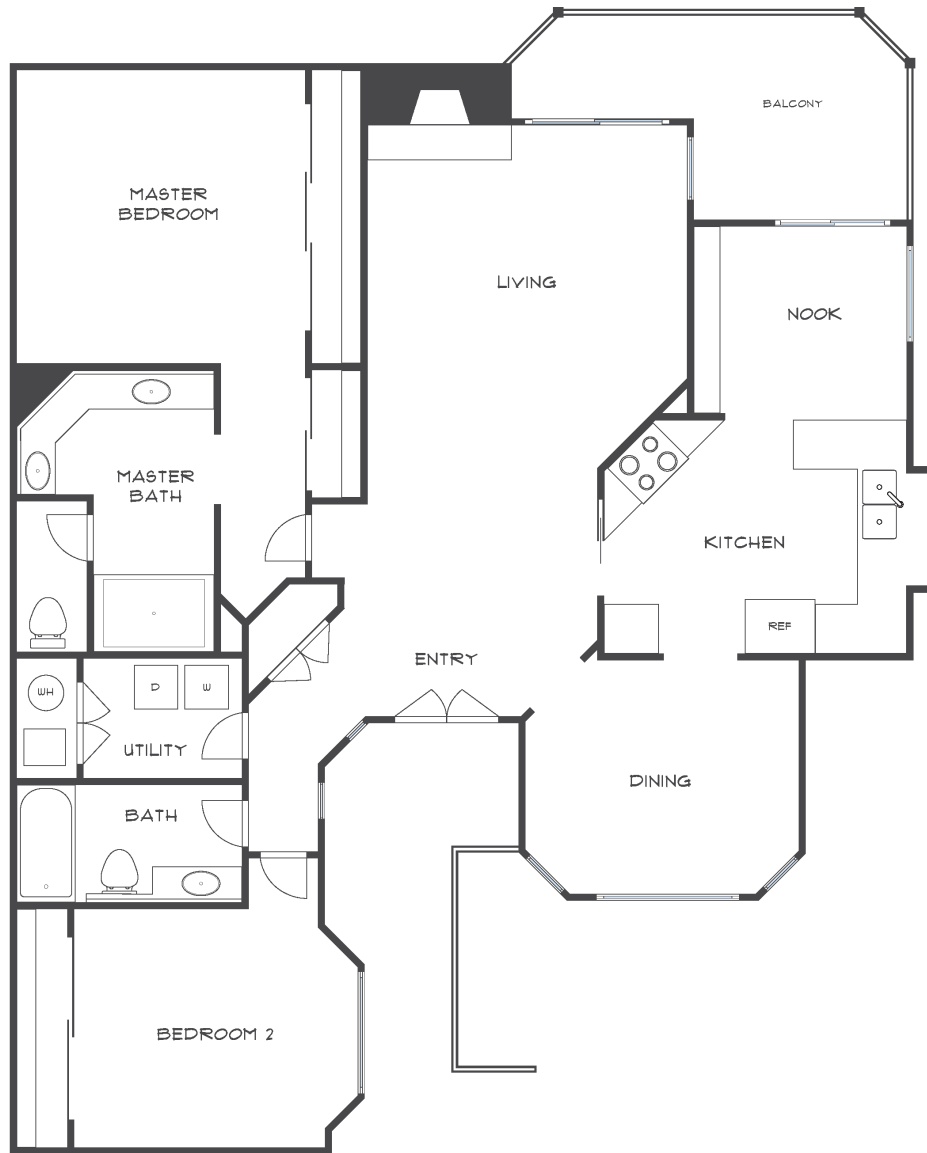 BALCONY
MASTER
BEDROOM
LIVING
NOOK
MASTER
BATH
KITCHEN
REF
ENTRY
WH
D
W
UTILITY
DINING
BATH
BEDROOM 2